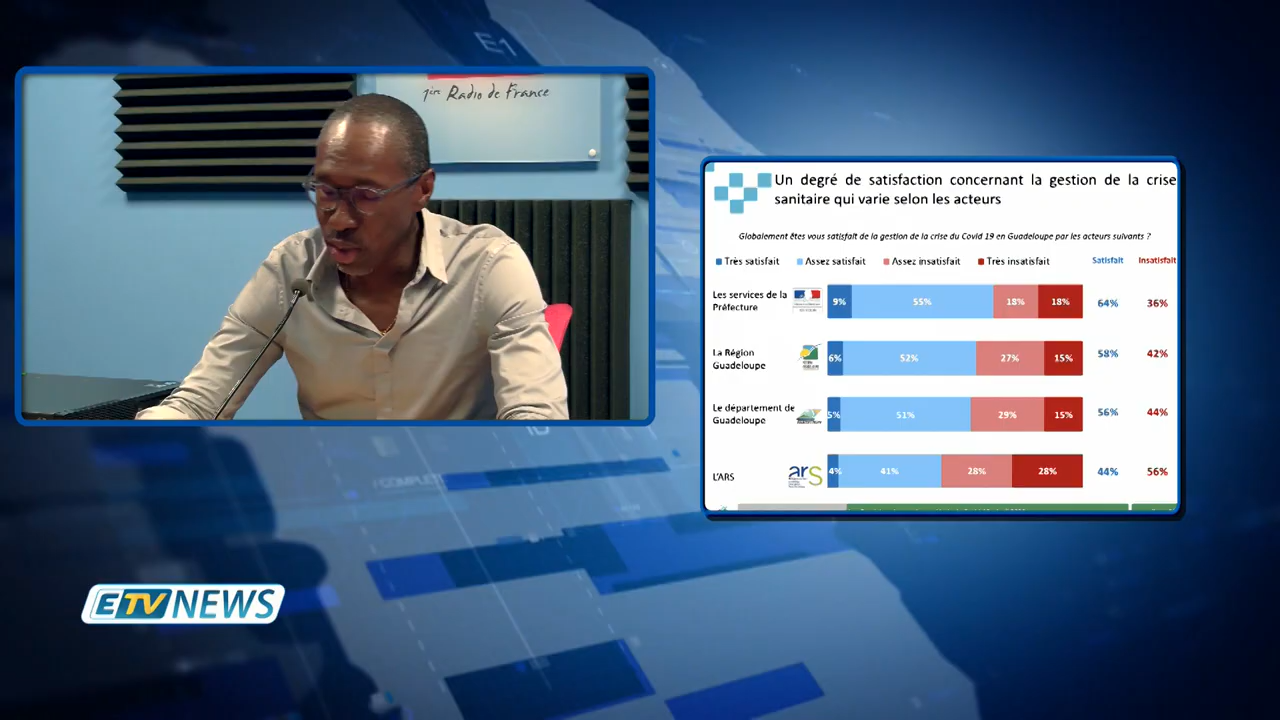 E1
1ère Radio de France
Un degré de satisfaction concernant la gestion de la crise
sanitaire qui varie selon les acteurs
Globalement êtes vous satisfait de la gestion de la crise du Covid 19 en Guadeloupe par les acteurs suivants ?
Très satisfait Assez satisfait Assez insatisfait Très insatisfait Satisfait Insatisfait
Les services de la
Préfecture
9% 55% 18% 18% 64% 36%
La Région
Guadeloupe
6% 52% 27% 15% 58% 42%
Le département de
Guadeloupe
5% 51% 29% 15% 56% 44%
L'ARS
ars
4% 41% 28% 28% 44% 56%
ETV NEWS